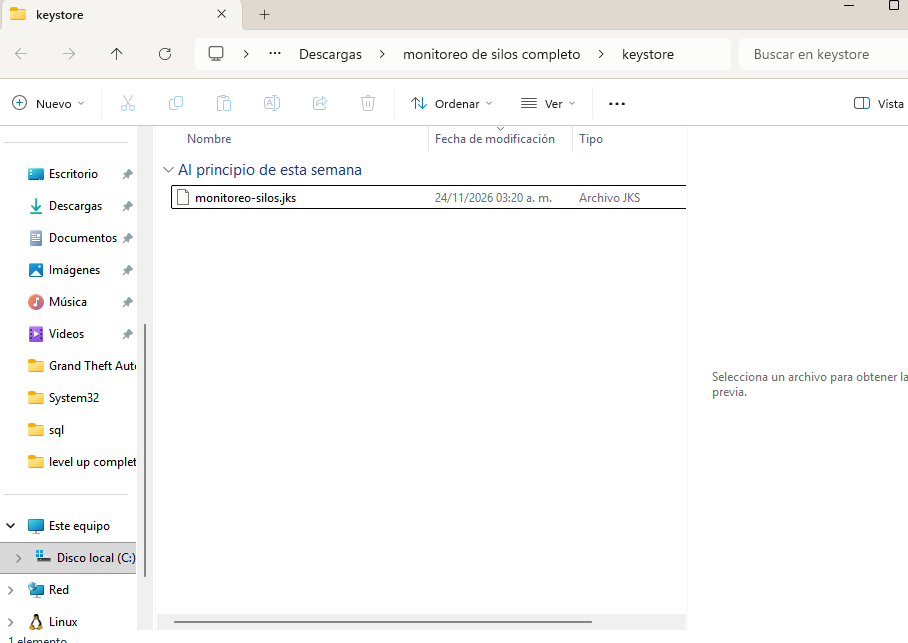 keystore
Descargas
monitoreo de silos completo
keystore
Buscar en keystore
Nuevo
Ordenar
Ver
Vista
Nombre
Fecha de modificación
Tipo
Al principio de esta semana
monitoreo-silos.jks
24/11/2026 03:20 a. m.
Archivo JKS
Escritorio
Descargas
Documentos
Imágenes
Música
Videos
Grand Theft Aut
System32
sql
level up complet
Este equipo
Disco local (C:)
Red
Linux
Selecciona un archivo para obtener la
previa.
1 elemento